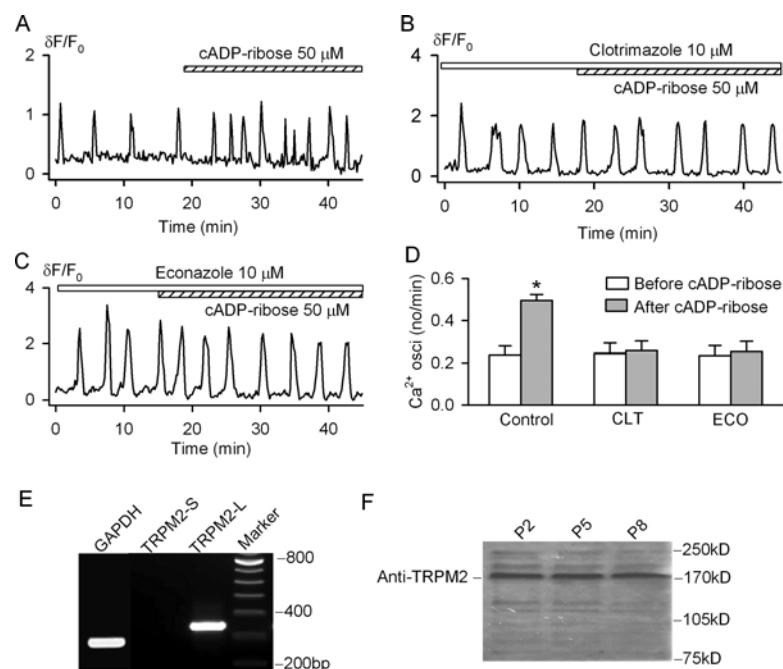 A
δF/F0
cADP-ribose 50 μM
2
1
0
0 10 20 30 40
Time (min)
B
δF/F0
Clotrimazole 10 μM
cADP-ribose 50 μM
4
2
0
0 10 20 30 40
Time (min)
C
δF/F0
Econazole 10 μM
cADP-ribose 50 μM
4
2
0
0 10 20 30 40
Time (min)
D
Ca2+ osci (no/min)
0.6
0.4
0.2
0.0
*
Before cADP-ribose
After cADP-ribose
Control CLT ECO
E
GAPDH
TRPM2-S
TRPM2-L
Marker
800
400
200bp
F
P2 P5 P8
Anti-TRPM2
250kD
170kD
105kD
75kD